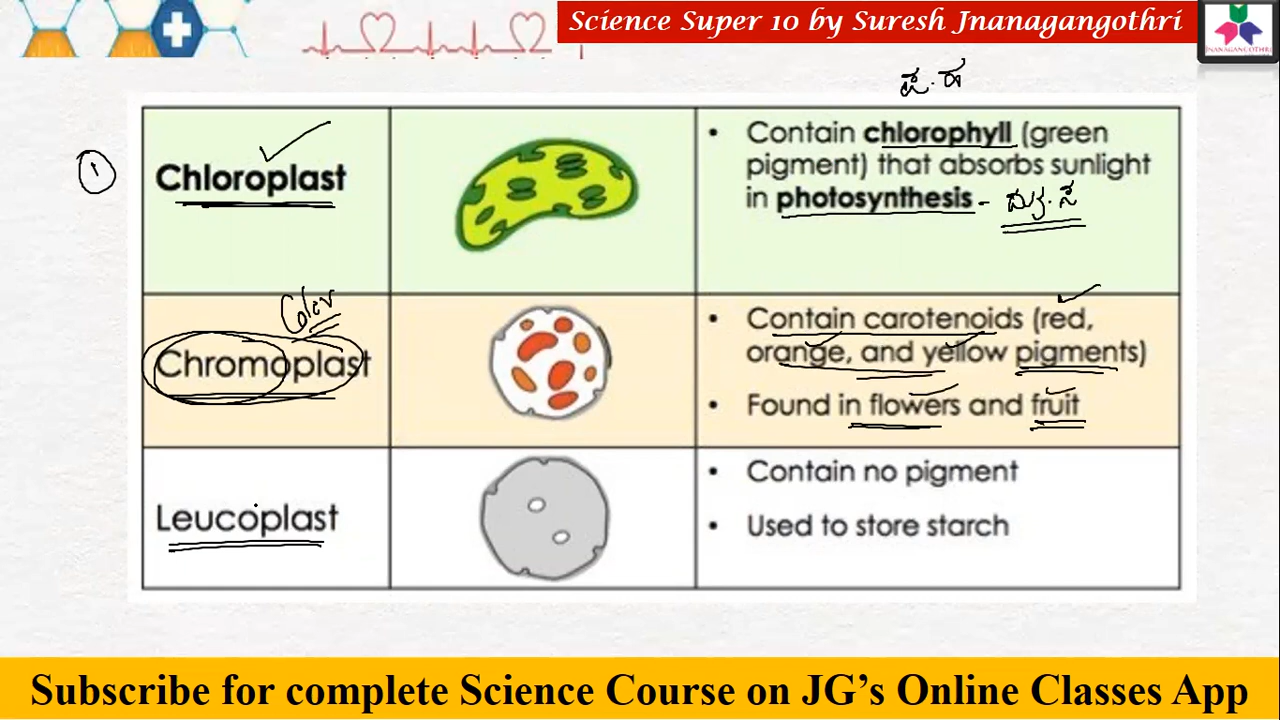 Science Super 10 by Suresh Jnanagangothri
JNANAGANGOTHRI
ಪ.ಹ
1
Chloroplast
• Contain chlorophyll (green
pigment) that absorbs sunlight
in photosynthesis -
Color
Chromoplast
• Contain carotenoids (red,
orange, and yellow pigments)
• Found in flowers and fruit
Leucoplast
• Contain no pigment
• Used to store starch
Subscribe for complete Science Course on JG's Online Classes App